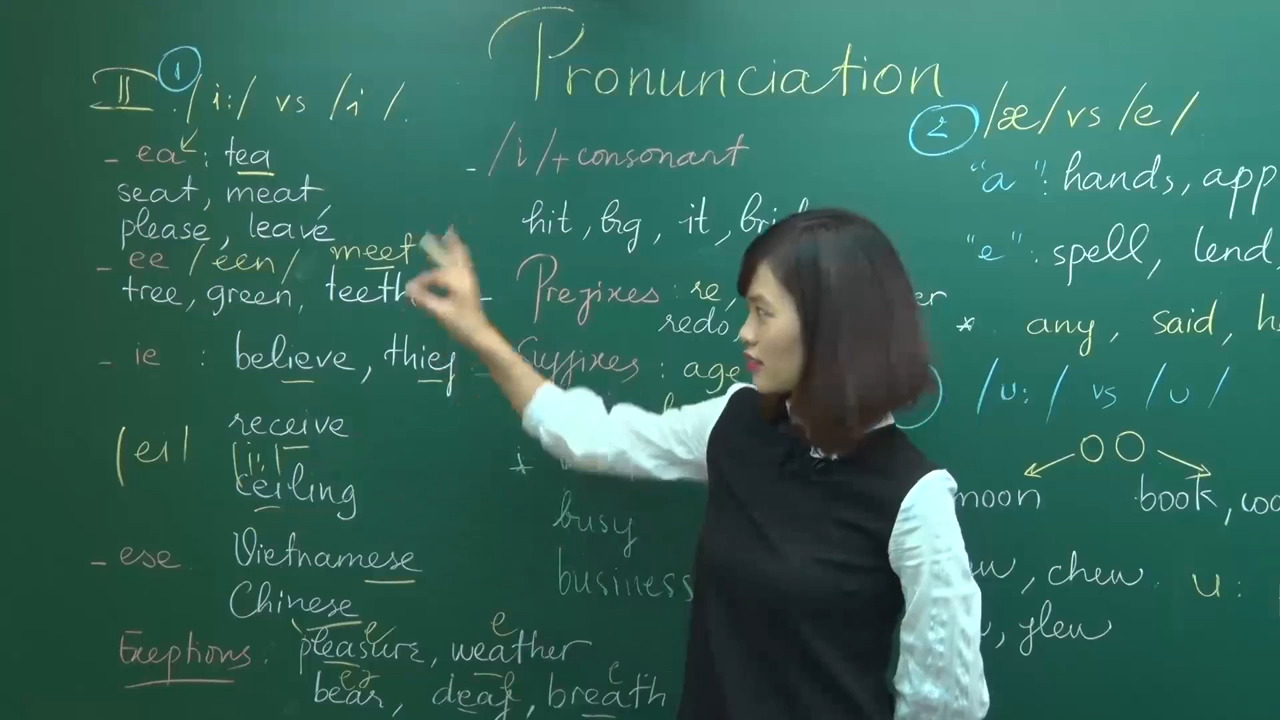 Pronunciation
II 1 /i:/ vs /i/.
- ea : tea
seat, meat,
please, leave
- ee /een/ meet
tree, green, teeth
- ie : believe, thief
/ei/ receive
/i:/
ceiling
- ese Vietnamese
Chinese
Exeptions : pleasure, weather
e e
bear, deaf, breath
e
- /i/ + consonant
hit, big, it,
- Prefixes : re,
redo,
- Suffixes : age
*
busy
business
2 /æ/ vs /e/
"a" : hands, app
"e" : spell, lend,
* any, said, h
/u:/ vs /u/
OO
moon book, coo
, chew. u :
, flew